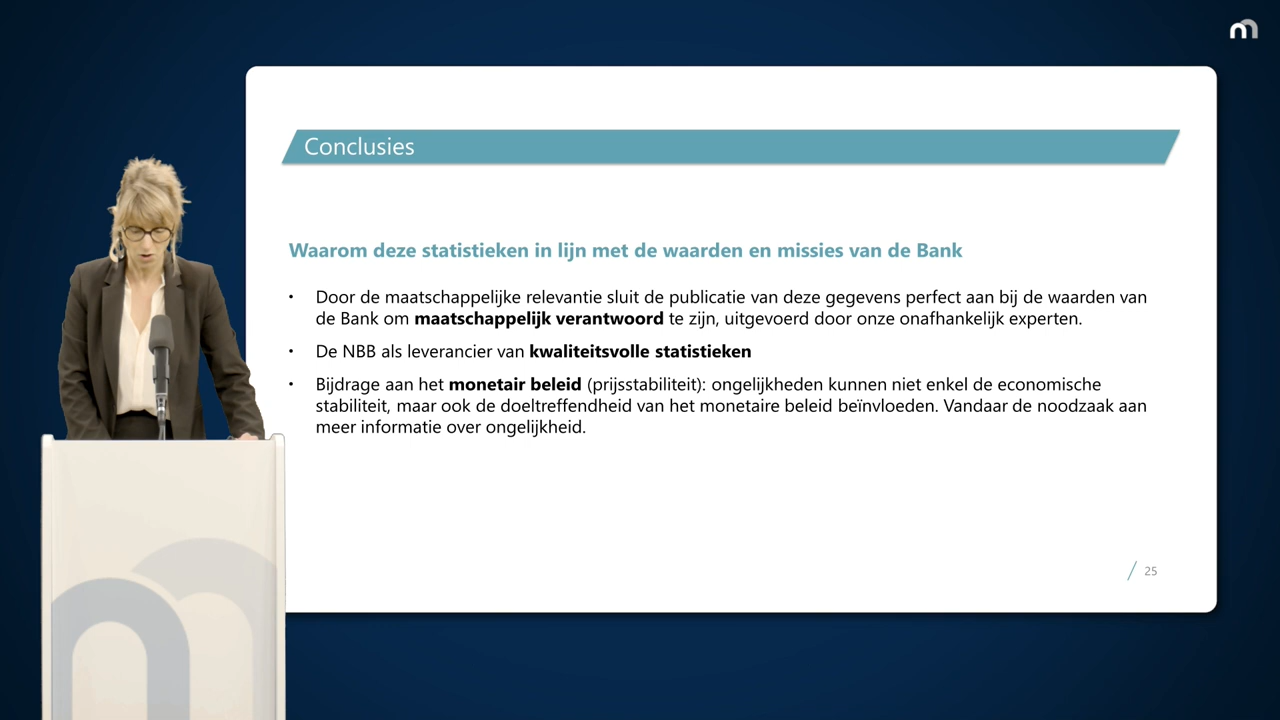 Conclusies
Waarom deze statistieken in lijn met de waarden en missies van de Bank
• Door de maatschappelijke relevantie sluit de publicatie van deze gegevens perfect aan bij de waarden van
de Bank om maatschappelijk verantwoord te zijn, uitgevoerd door onze onafhankelijk experten.
• De NBB als leverancier van kwaliteitsvolle statistieken
• Bijdrage aan het monetair beleid (prijsstabiliteit): ongelijkheden kunnen niet enkel de economische
stabiliteit, maar ook de doeltreffendheid van het monetaire beleid beïnvloeden. Vandaar de noodzaak aan
meer informatie over ongelijkheid.
25